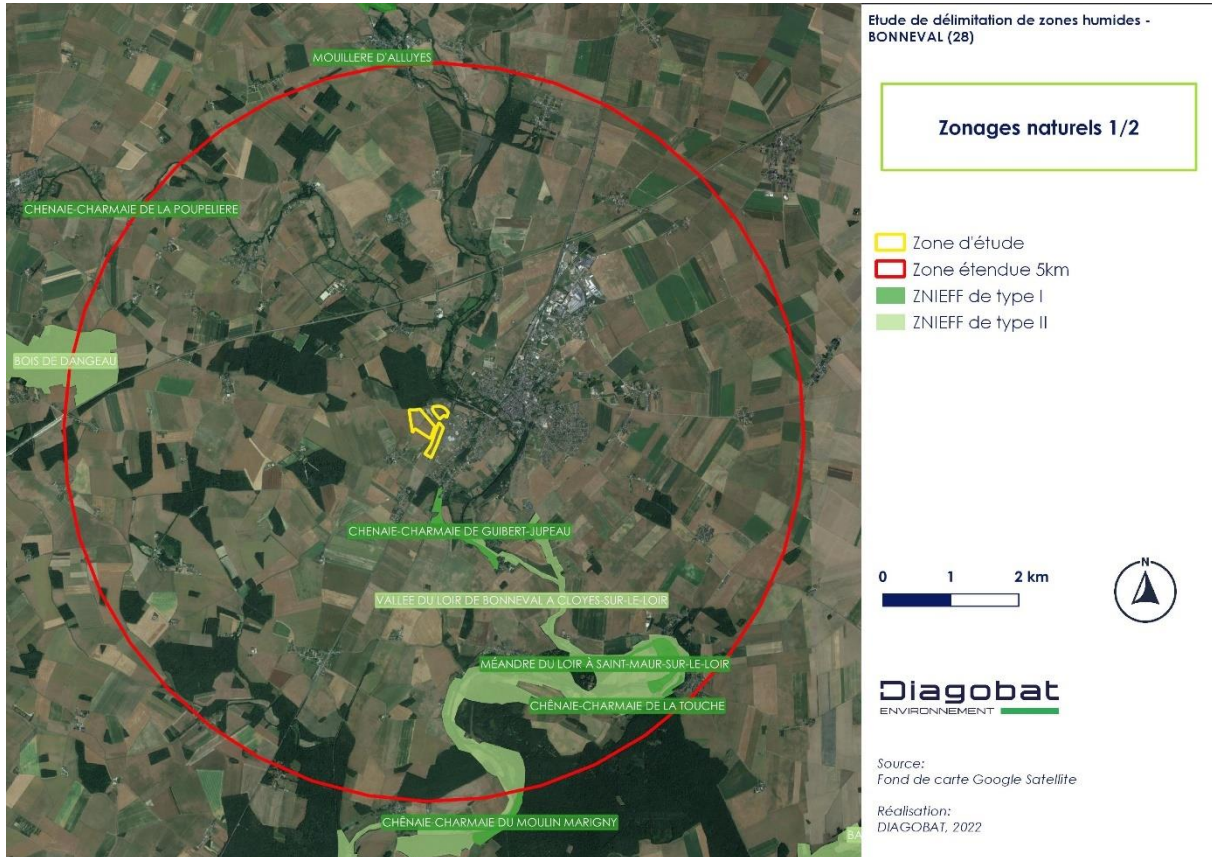 MOUILLERE D'ALLUYES
CHENAIE-CHARMAIE DE LA POUPELIERE
BOIS DE DANGEAU
CHENAIE-CHARMAIE DE GUIBERT-JUPEAU
VALLEE DU LOIR DE BONNEVAL A CLOYES-SUR-LE-LOIR
MÉANDRE DU LOIR À SAINT-MAUR-SUR-LE-LOIR
CHÊNAIE-CHARMAIE DE LA TOUCHE
CHÊNAIE-CHARMAIE DU MOULIN MARIGNY
BA
Etude de délimitation de zones humides -
BONNEVAL (28)
Zonages naturels 1/2
Zone d'étude
Zone étendue 5km
ZNIEFF de type I
ZNIEFF de type II
0 1 2 km
N
Diagobat
ENVIRONNEMENT
Source:
Fond de carte Google Satellite
Réalisation:
DIAGOBAT, 2022